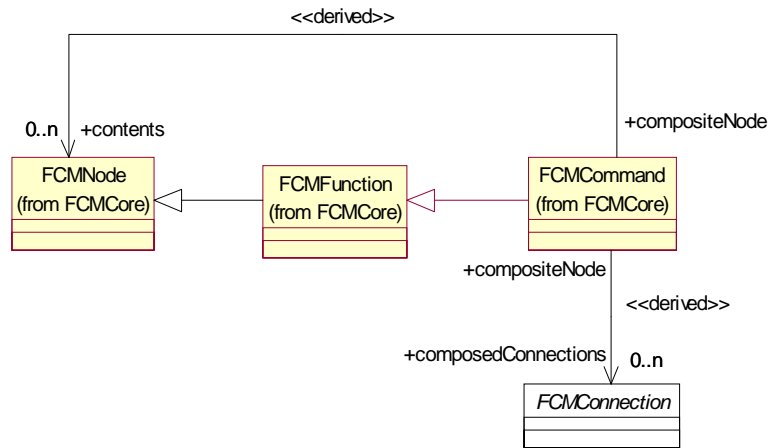 <<derived>>
+compositeNode
0..n +contents
FCMNode
(from FCMCore)
FCMFunction
(from FCMCore)
FCMCommand
(from FCMCore)
+compositeNode
<<derived>>
+composedConnections
0..n
FCMConnection